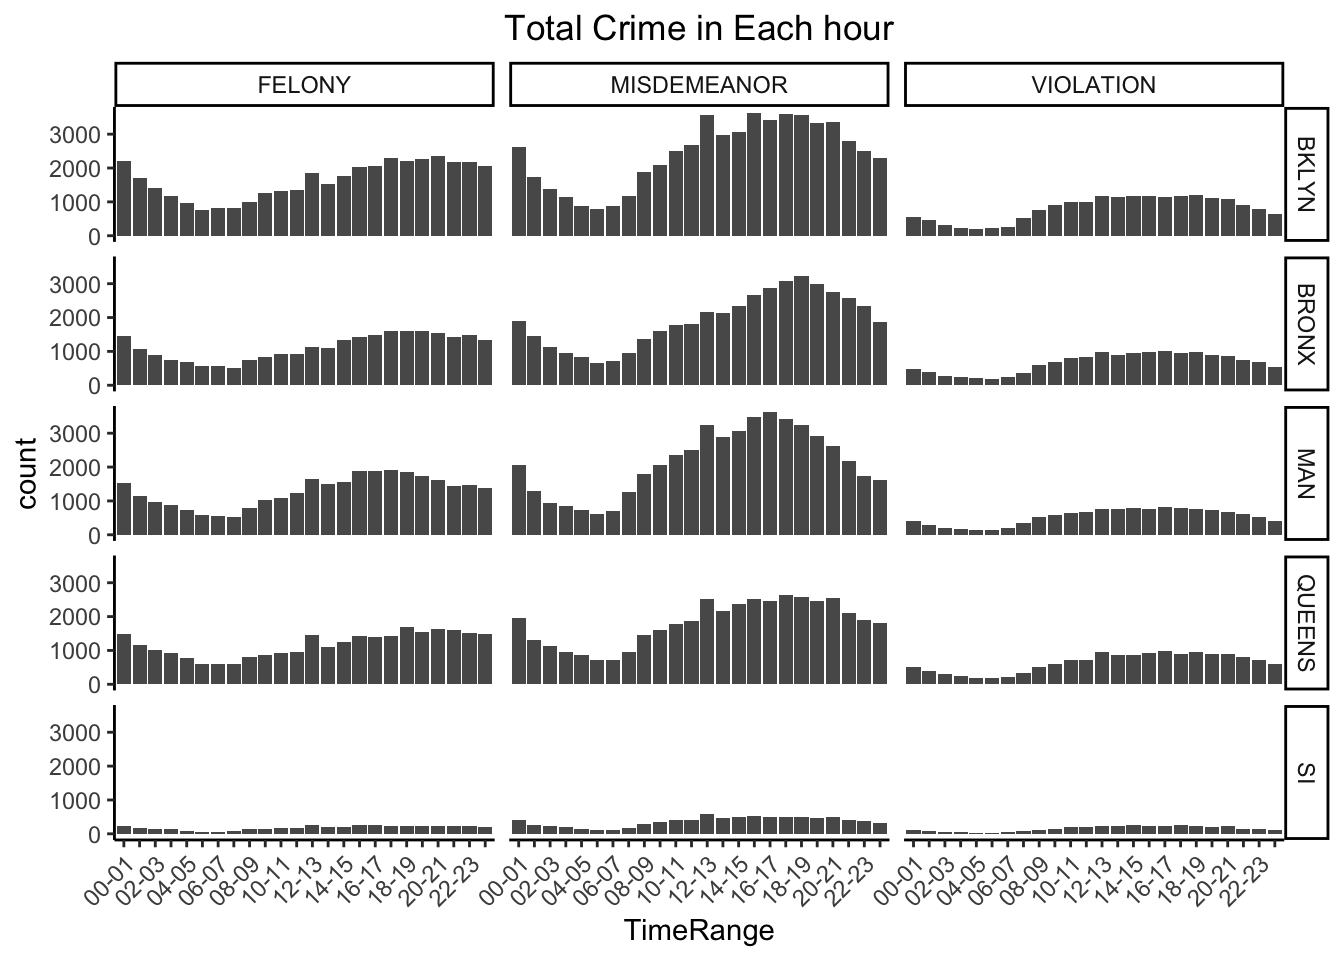 Total Crime in Each hour
FELONY MISDEMEANOR VIOLATION
3000
2000
1000
0
BKLYN
3000
2000
1000
0
BRONX
count
3000
2000
1000
0
MAN
3000
2000
1000
0
QUEENS
3000
2000
1000
0
SI
00-01 02-03 04-05 06-07 08-09 10-11 12-13 14-15 16-17 18-19 20-21 22-23 00-01 02-03 04-05 06-07 08-09 10-11 12-13 14-15 16-17 18-19 20-21 22-23 00-01 02-03 04-05 06-07 08-09 10-11 12-13 14-15 16-17 18-19 20-21 22-23
TimeRange